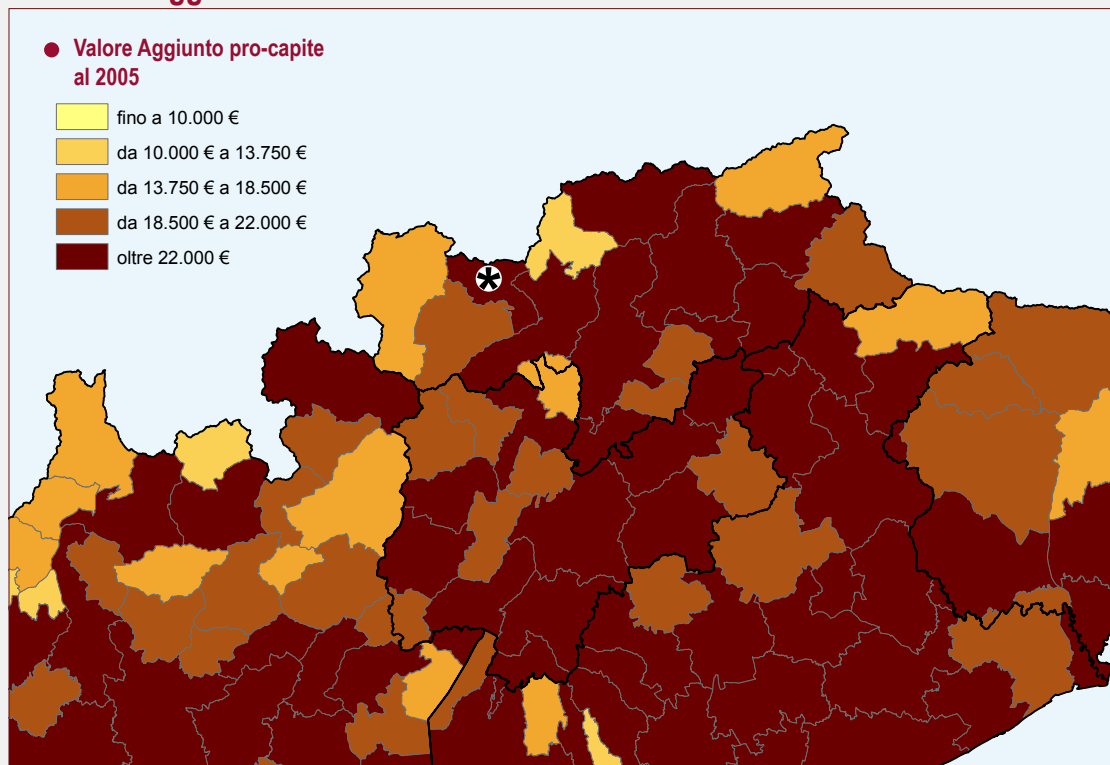 Valore Aggiunto pro-capite
al 2005
fino a 10.000 €
da 10.000 € a 13.750 €
da 13.750 € a 18.500 €
da 18.500 € a 22.000 €
oltre 22.000 €
*